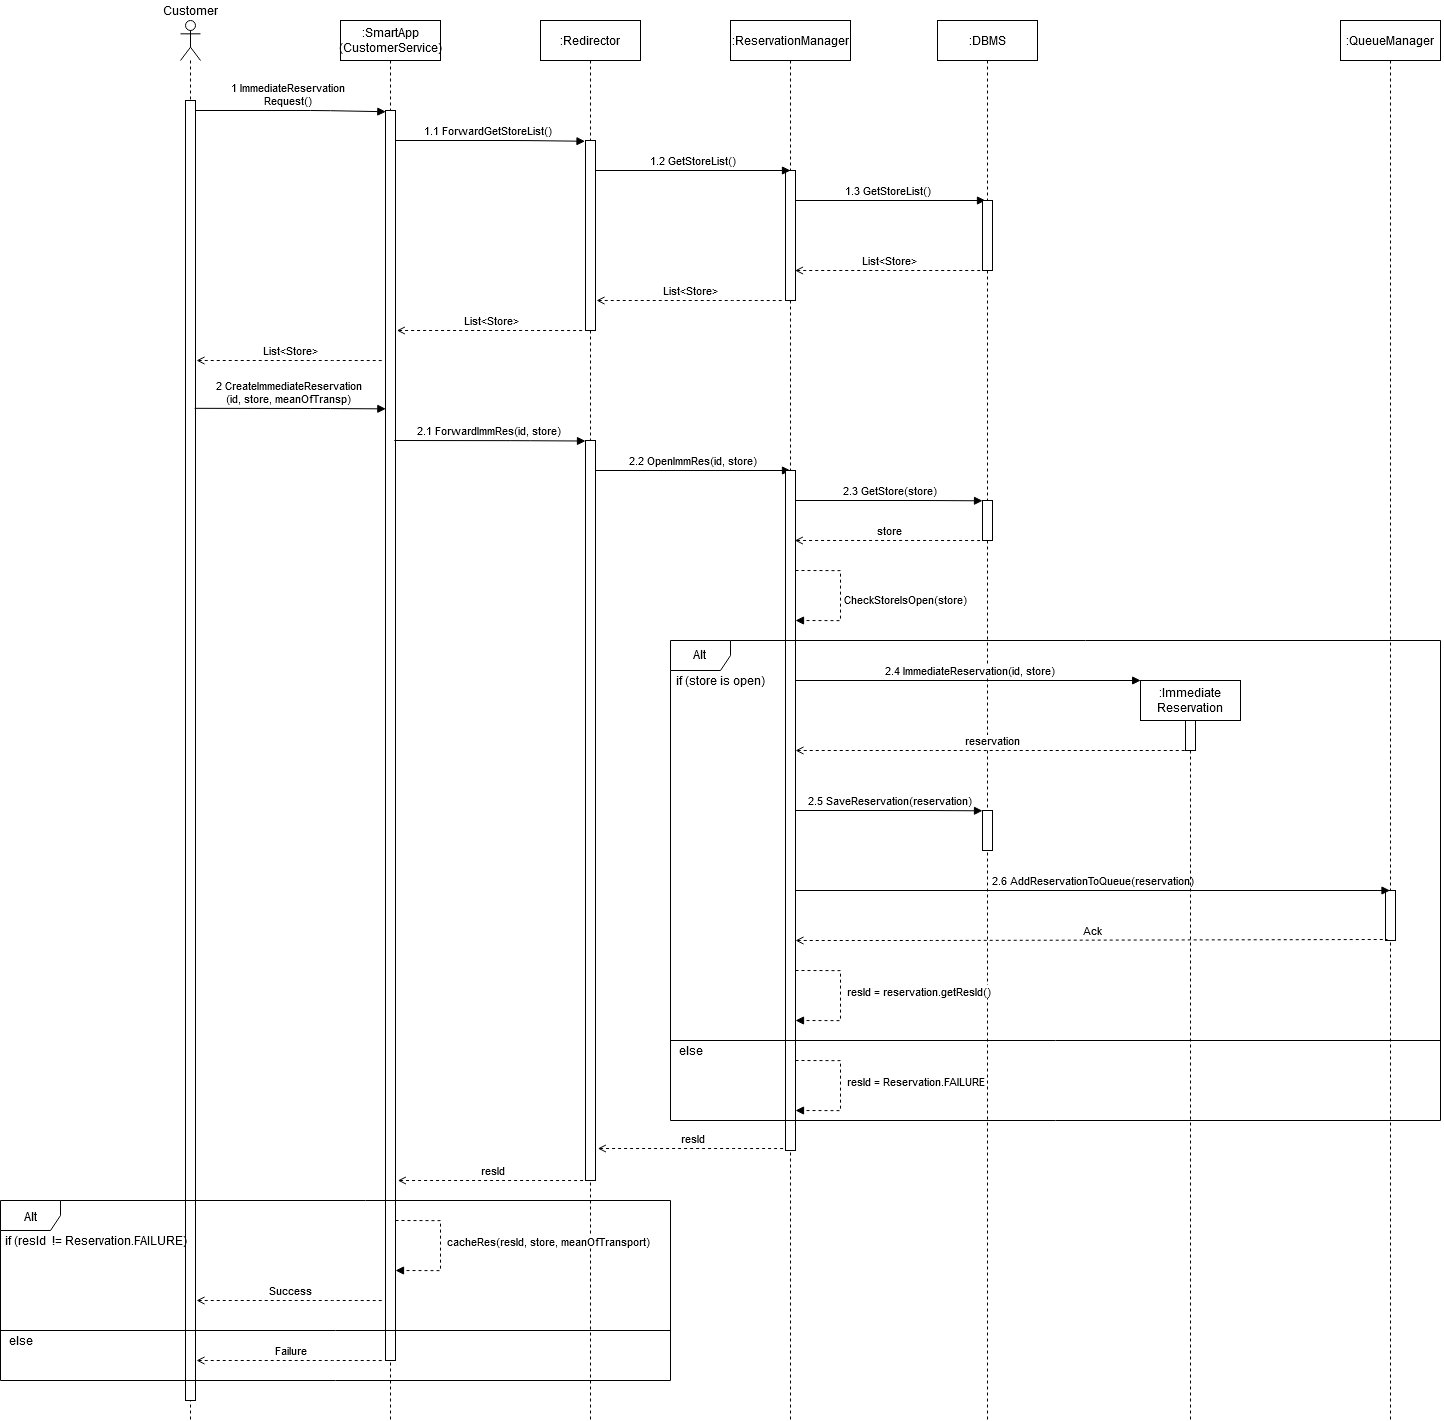 Customer
:SmartApp
(CustomerService)
:Redirector
:ReservationManager
:DBMS
:QueueManager
1 ImmediateReservation
Request()
1.1 ForwardGetStoreList()
1.2 GetStoreList()
1.3 GetStoreList()
List<Store>
List<Store>
List<Store>
List<Store>
2 CreateImmediateReservation
(id, store, meanOfTransp)
2.1 ForwardImmRes(id, store)
2.2 OpenImmRes(id, store)
2.3 GetStore(store)
store
CheckStoreIsOpen(store)
Alt
if (store is open)
2.4 ImmediateReservation(id, store)
:Immediate
Reservation
reservation
2.5 SaveReservation(reservation)
2.6 AddReservationToQueue(reservation)
Ack
resId = reservation.getResId()
else
resId = Reservation.FAILURE
resId
resId
Alt
if (resId != Reservation.FAILURE)
cacheRes(resId, store, meanOfTransport)
Success
else
Failure